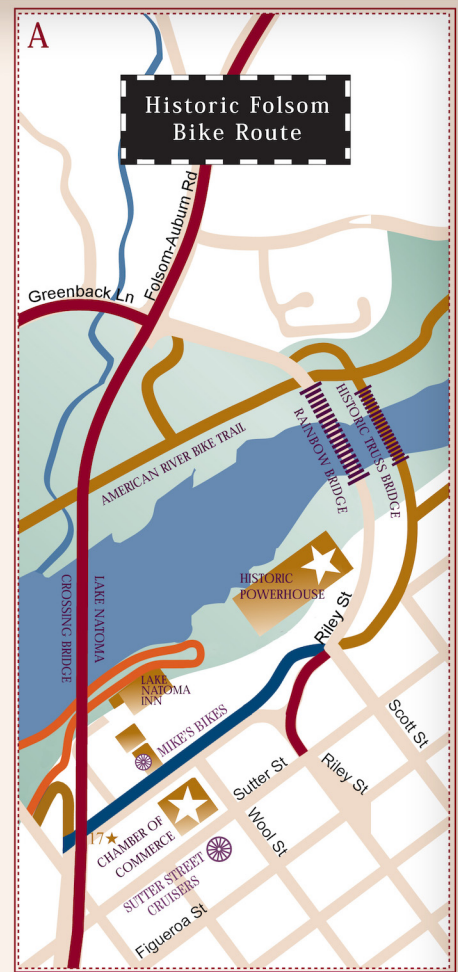 A
Historic Folsom
Bike Route
Folsom-Auburn Rd
Greenback Ln
AMERICAN RIVER BIKE TRAIL
RAINBOW BRIDGE
HISTORIC TRUSS BRIDGE
HISTORIC
POWERHOUSE
LAKE NATOMA
CROSSING BRIDGE
Riley St
LAKE
NATOMA
INN
MIKE'S BIKES
Scott St
Sutter St
Riley St
Wool St
17★
CHAMBER OF
COMMERCE
SUTTER STREET
CRUISERS
Figueroa St